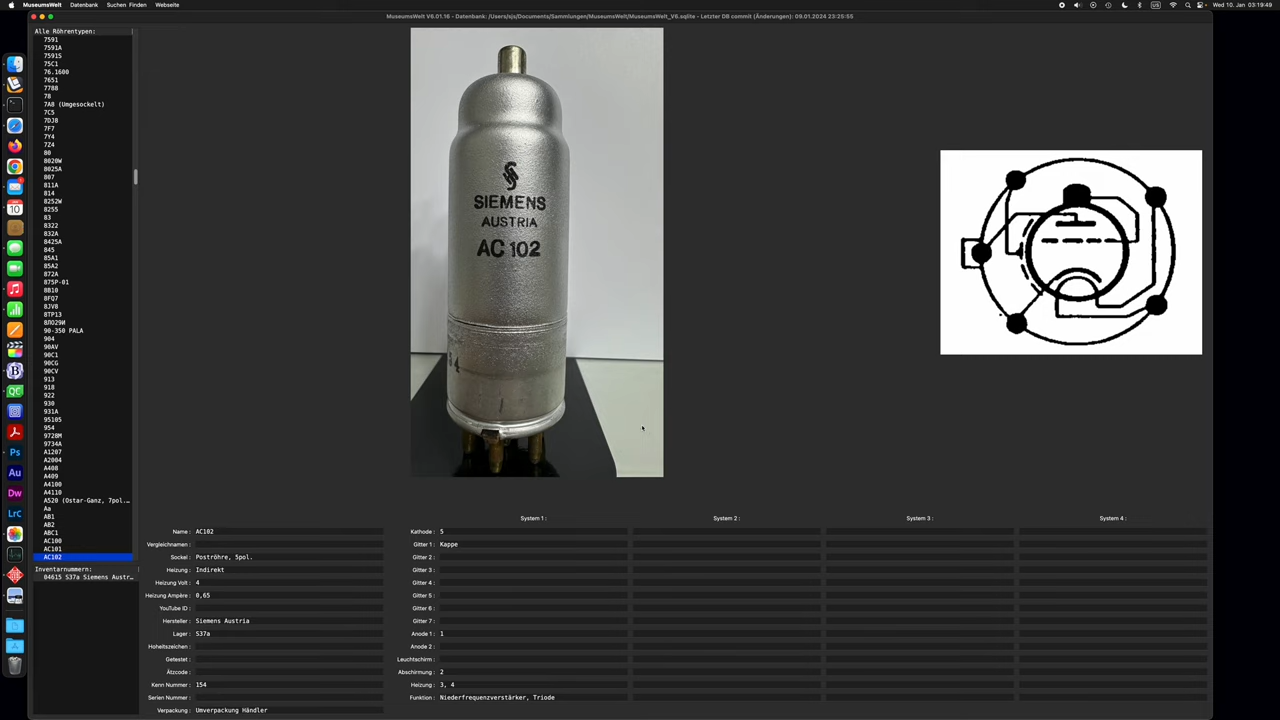 MuseumsWelt Datenbank Suchen Finden Webseite
US
Wed 10. Jan. 03:19:49
MuseumsWelt V6.01.16 - Datenbank: /Users/sjs/Documents/Sammlungen/MuseumsWelt/MuseumsWelt_V6.sqlite - Letzter DB commit (Änderungen): 09.01.2024 23:25:55
Alle Röhrentypen:
7591
7591A
7591S
75C1
76.1600
7651
7788
78
7A8 (Umgesockelt)
7C5
7DJ8
7F7
7Y4
7Z4
80
8020W
8025A
807
811A
814
8252W
8255
83
8322
832A
8425A
845
85A1
85A2
872A
875P-01
8B10
8FQ7
8JV8
8TP13
8ЛО29И
90-350 PALA
904
90AV
90C1
90CG
90CV
913
918
922
930
931A
95105
954
9728M
9734A
A1207
A2004
A408
A409
A4100
A4110
A520 (Ostar-Ganz, 7pol...
Aa
AB1
AB2
ABC1
AC100
AC101
AC102
Inventarnummern:
04615 S37a Siemens Austr...
SIEMENS
AUSTRIA
AC 102
System 1 :
System 2 :
System 3 :
System 4 :
Name : AC102
Vergleichnamen :
Sockel : Poströhre, 5pol.
Heizung : Indirekt
Heizung Volt : 4
Heizung Ampère : 0,65
YouTube ID :
Hersteller : Siemens Austria
Lager : S37a
Hoheitszeichen :
Getestet :
Ätzcode :
Kenn Nummer : 154
Serien Nummer :
Verpackung : Umverpackung Händler
Kathode : 5
Gitter 1 : Kappe
Gitter 2 :
Gitter 3 :
Gitter 4 :
Gitter 5 :
Gitter 6 :
Gitter 7 :
Anode 1 : 1
Anode 2 :
Leuchtschirm :
Abschirmung : 2
Heizung : 3, 4
Funktion : Niederfrequenzverstärker, Triode